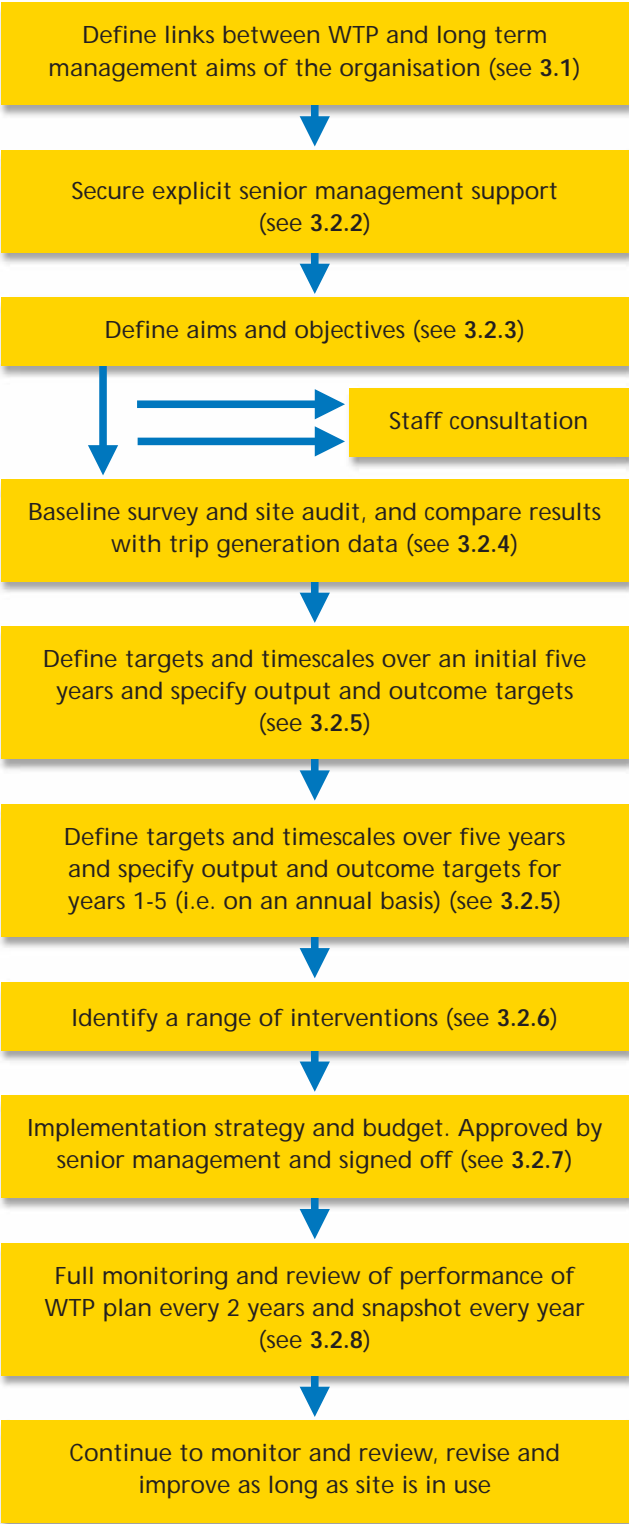 Define links between WTP and long term
management aims of the organisation (see 3.1)
Secure explicit senior management support
(see 3.2.2)
Define aims and objectives (see 3.2.3)
Staff consultation
Baseline survey and site audit, and compare results
with trip generation data (see 3.2.4)
Define targets and timescales over an initial five
years and specify output and outcome targets
(see 3.2.5)
Define targets and timescales over five years
and specify output and outcome targets for
years 1-5 (i.e. on an annual basis) (see 3.2.5)
Identify a range of interventions (see 3.2.6)
Implementation strategy and budget. Approved by
senior management and signed off (see 3.2.7)
Full monitoring and review of performance of
WTP plan every 2 years and snapshot every year
(see 3.2.8)
Continue to monitor and review, revise and
improve as long as site is in use